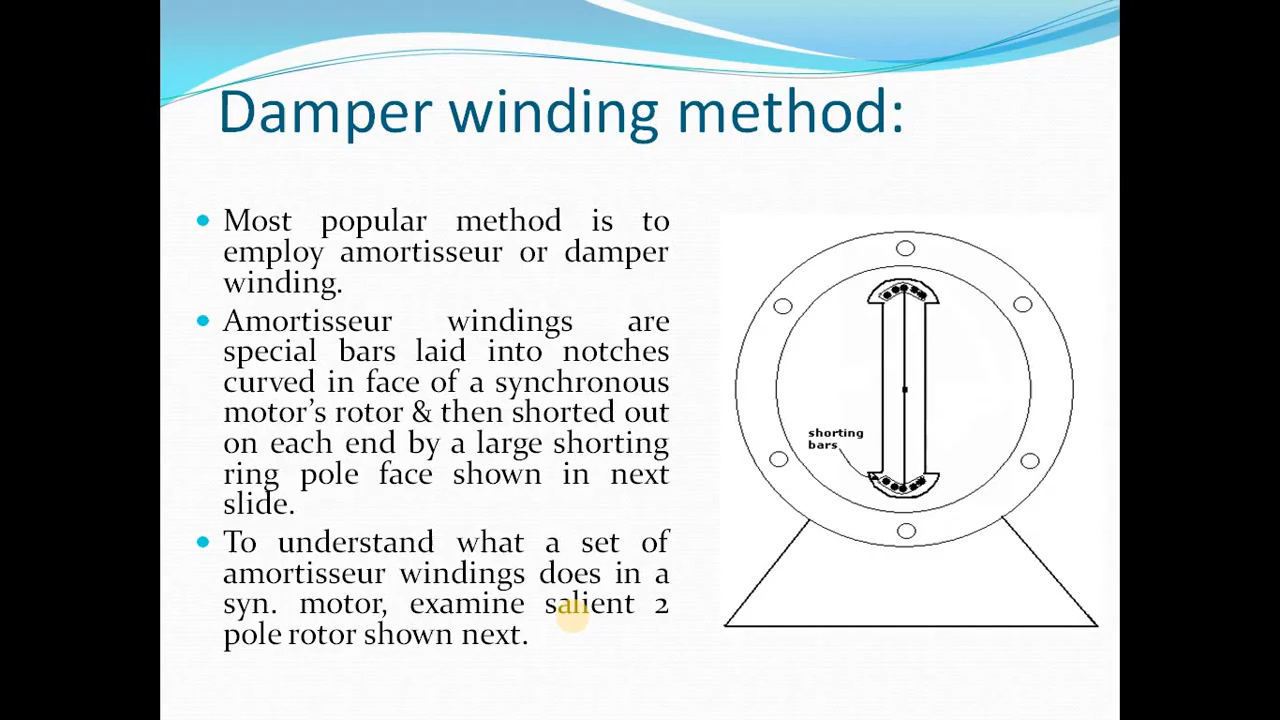 Damper winding method:
Most popular method is to
employ amortisseur or damper
winding.
Amortisseur windings are
special bars laid into notches
curved in face of a synchronous
motor's rotor & then shorted out
on each end by a large shorting
ring pole face shown in next
slide.
To understand what a set of
amortisseur windings does in a
syn. motor, examine salient 2
pole rotor shown next.
shorting
bars